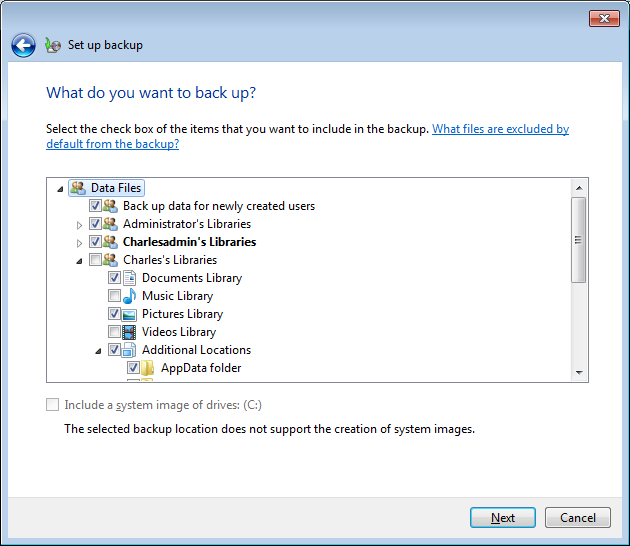 Set up backup
What do you want to back up?
Select the check box of the items that you want to include in the backup. What files are excluded by
default from the backup?
Data Files
Back up data for newly created users
Administrator's Libraries
Charlesadmin's Libraries
Charles's Libraries
Documents Library
Music Library
Pictures Library
Videos Library
Additional Locations
AppData folder
Include a system image of drives: (C:)
The selected backup location does not support the creation of system images.
Next
Cancel